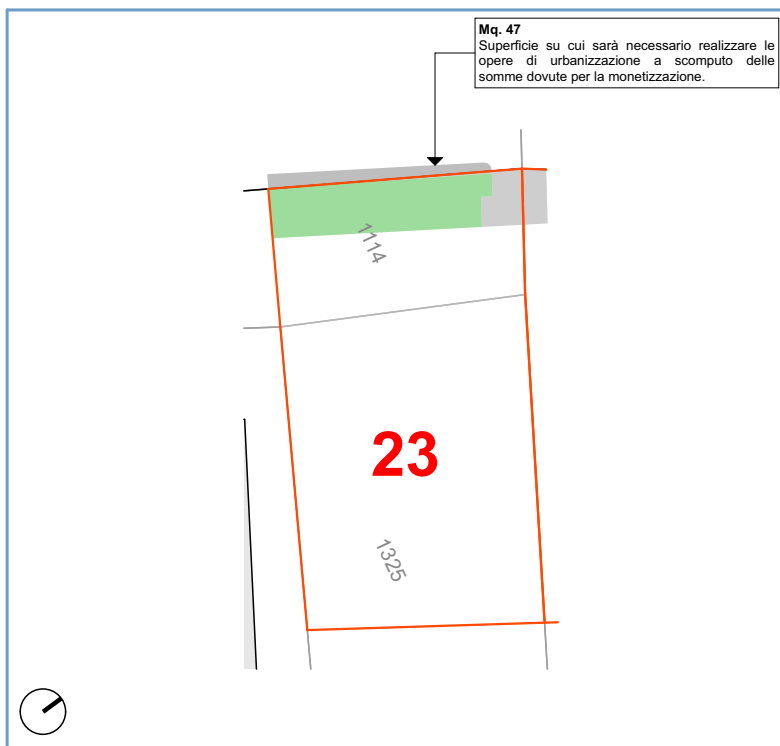 Mq. 47
Superficie su cui sarà necessario realizzare le
opere di urbanizzazione a scomputo delle
somme dovute per la monetizzazione.
1114
23
1325